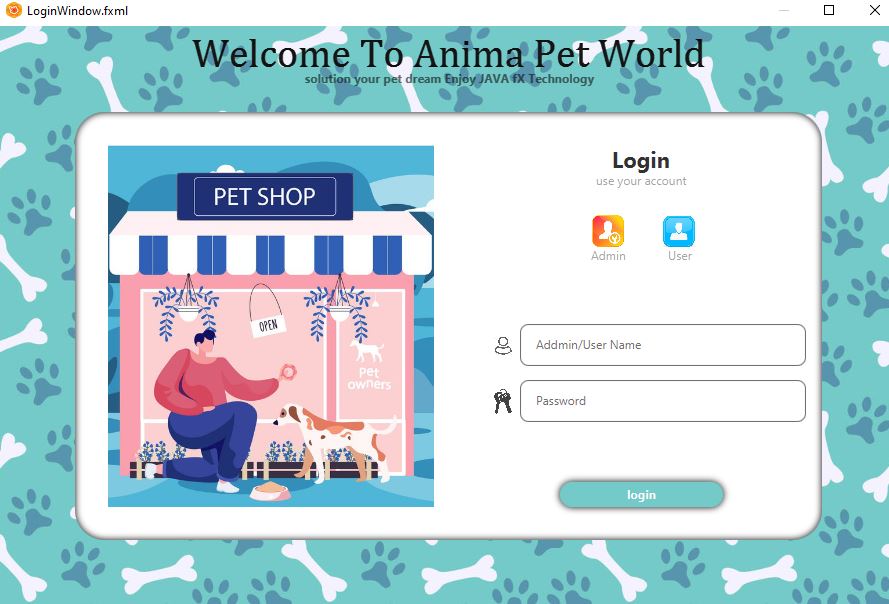 LoginWindow.fxml
Welcome To Anima Pet World
solution your pet dream Enjoy JAVA fX Technology
PET SHOP
OPEN
Pet
owners
Login
use your account
Admin
User
Addmin/User Name
Password
login